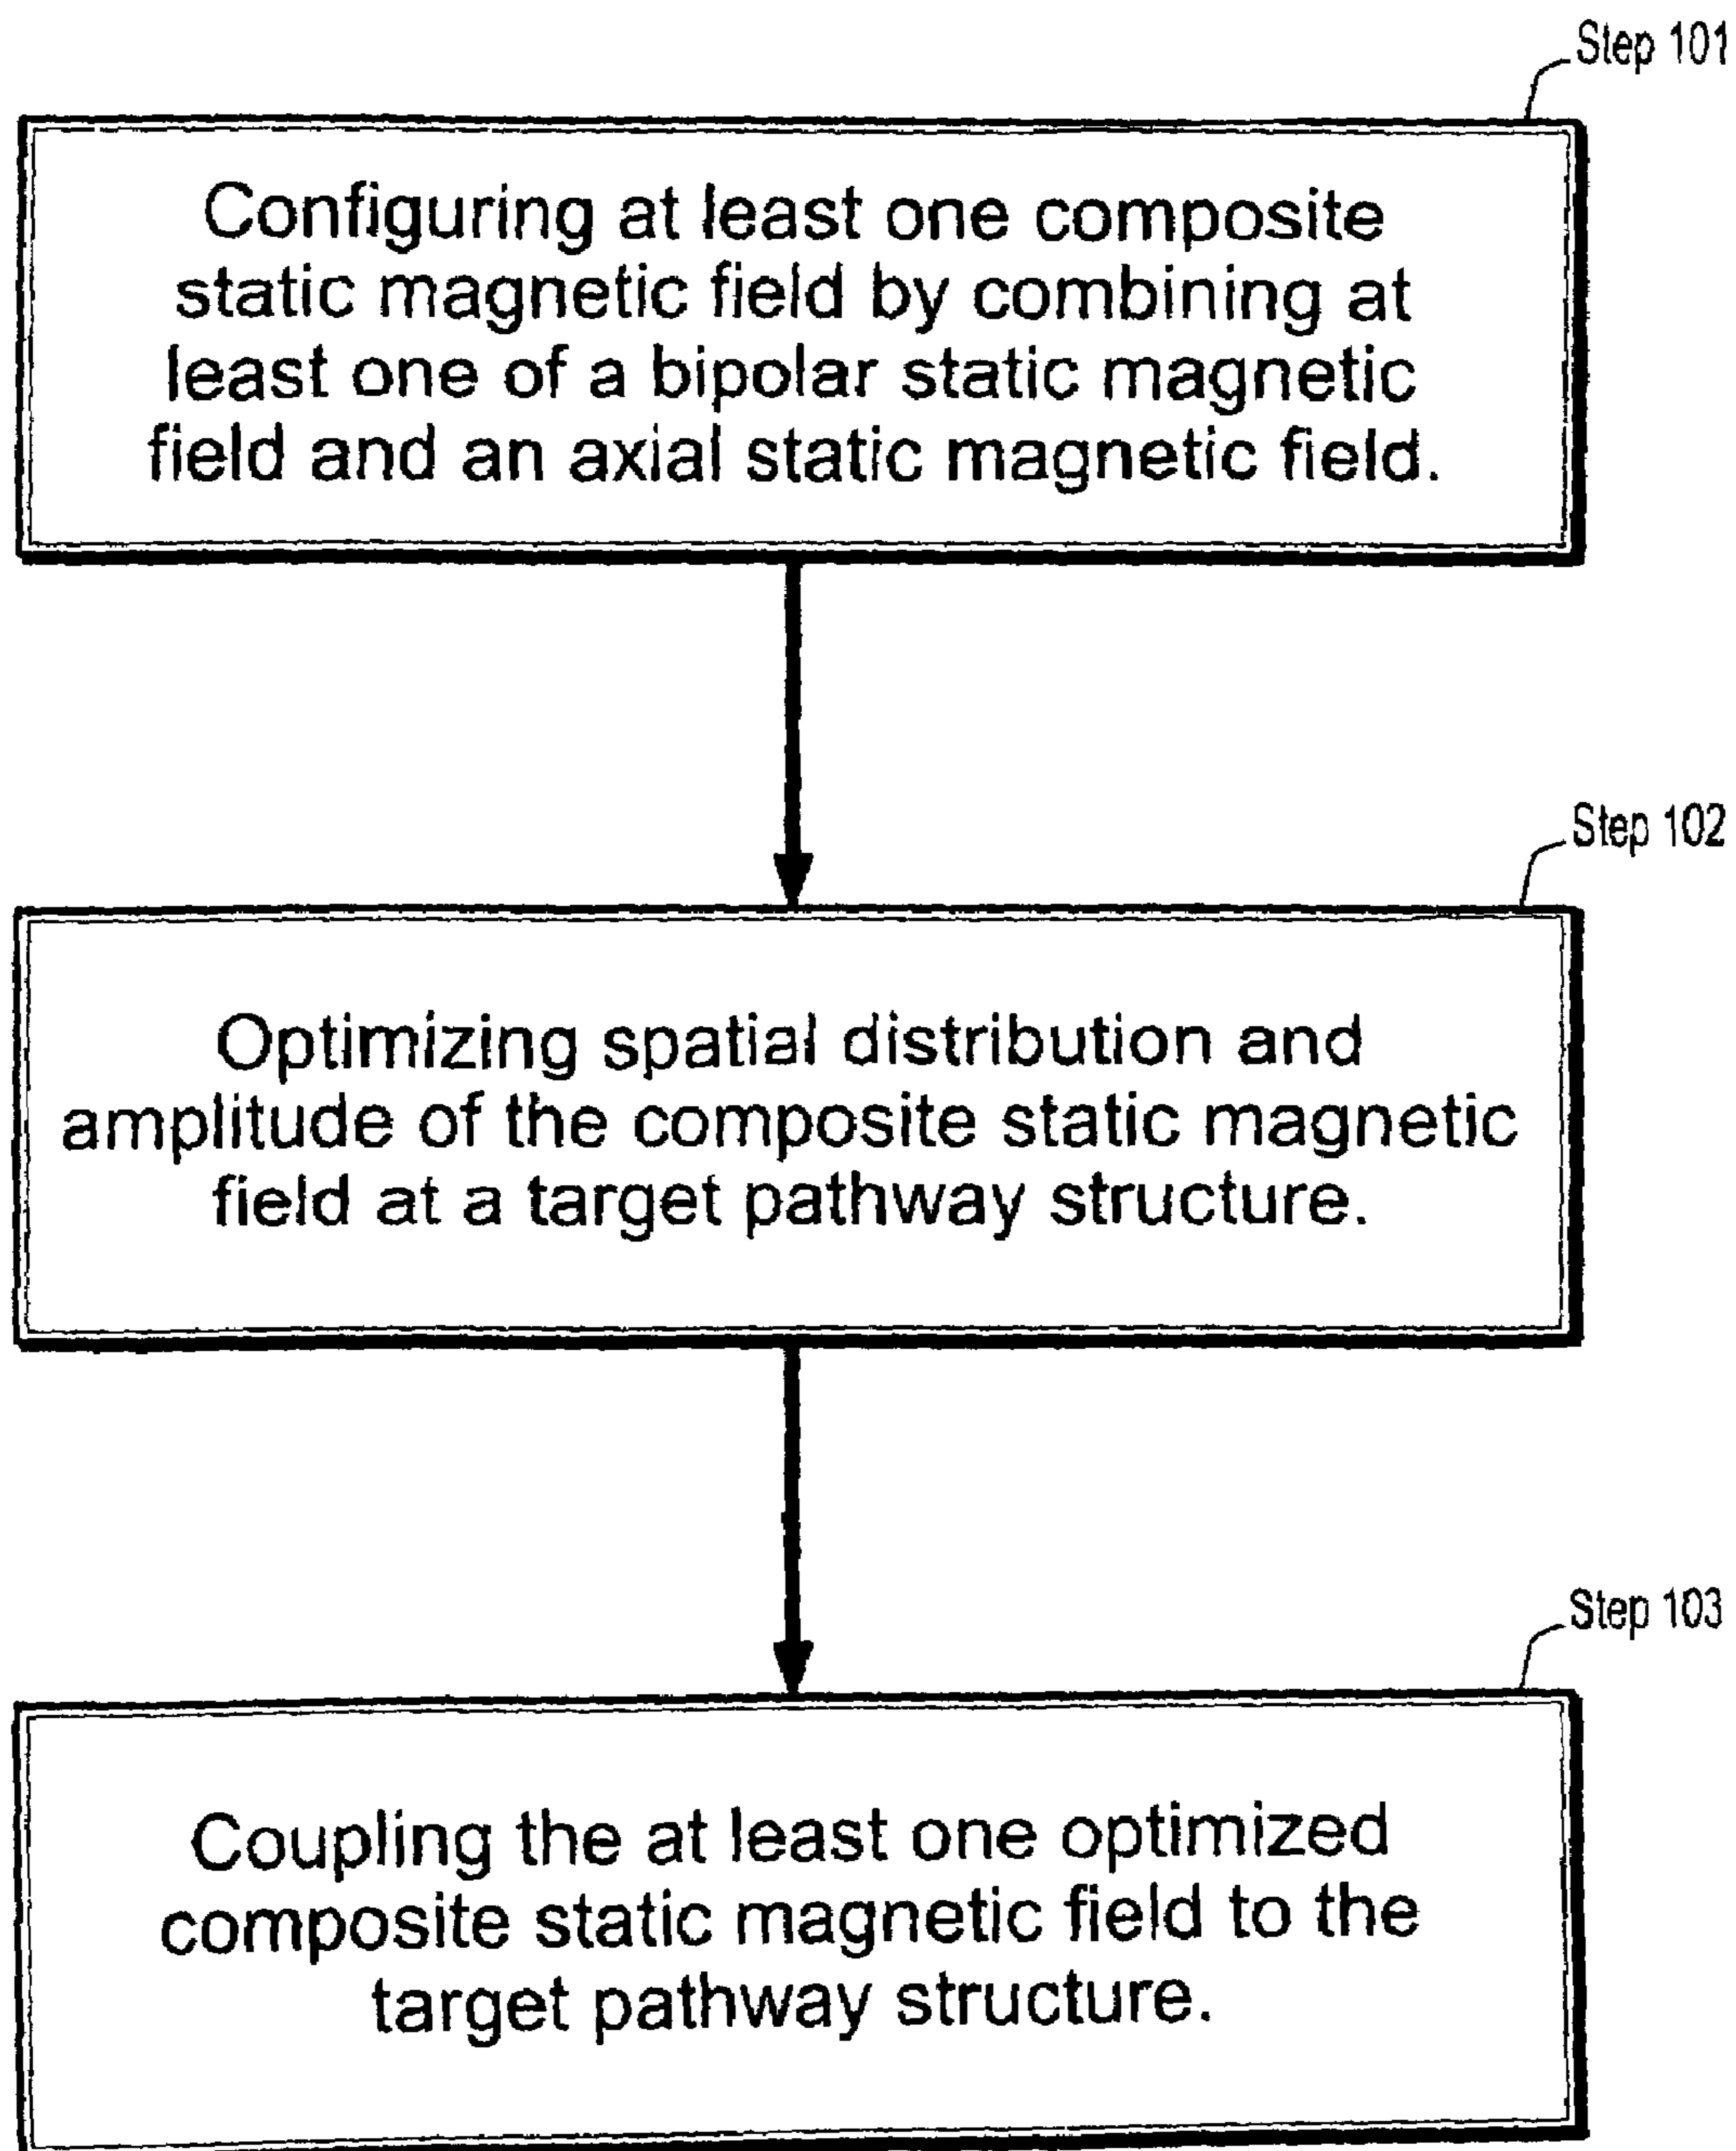 Step 101
Configuring at least one composite
static magnetic field by combining at
least one of a bipolar static magnetic
field and an axial static magnetic field.
Step 102
Optimizing spatial distribution and
amplitude of the composite static magnetic
field at a target pathway structure.
Step 103
Coupling the at least one optimized
composite static magnetic field to the
target pathway structure.